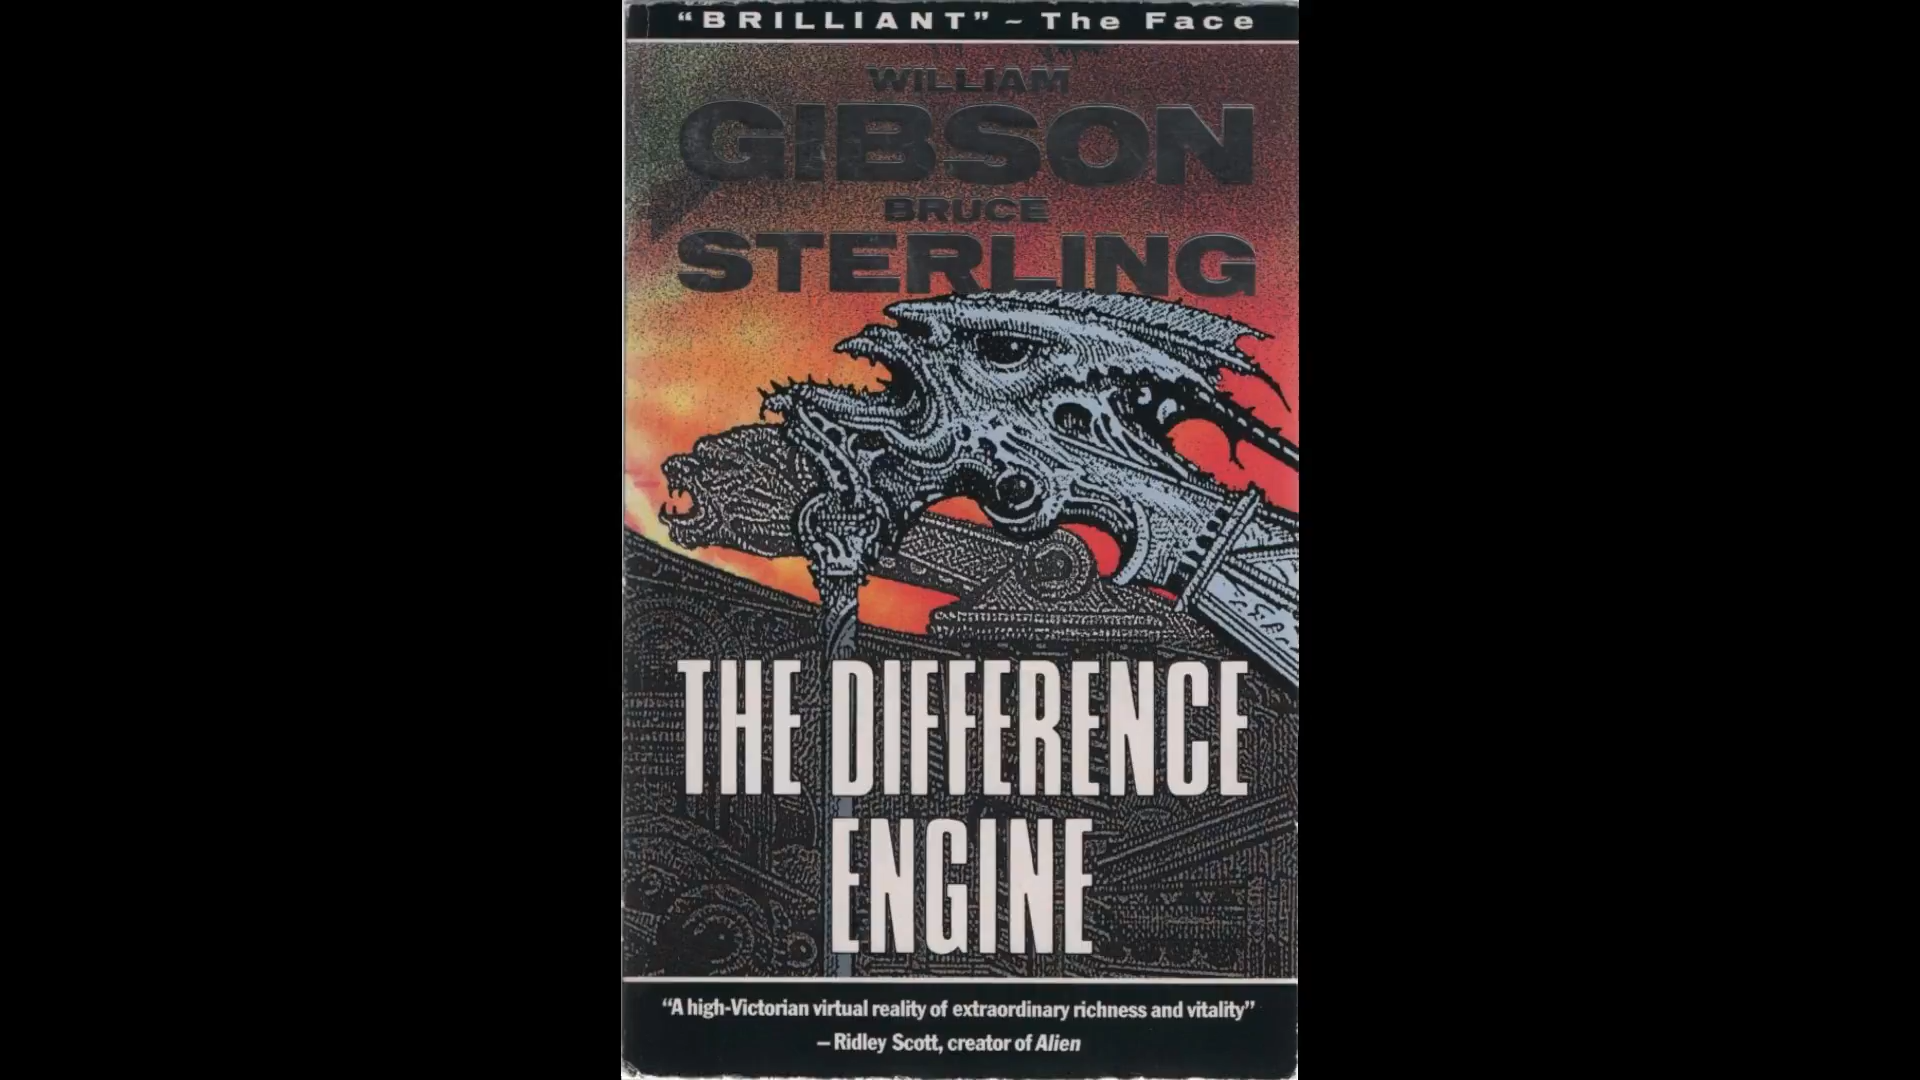 "BRILLIANT" ~ The Face
WILLIAM
GIBSON
BRUCE
STERLING
THE DIFFERENCE
ENGINE
"A high-Victorian virtual reality of extraordinary richness and vitality"
– Ridley Scott, creator of Alien